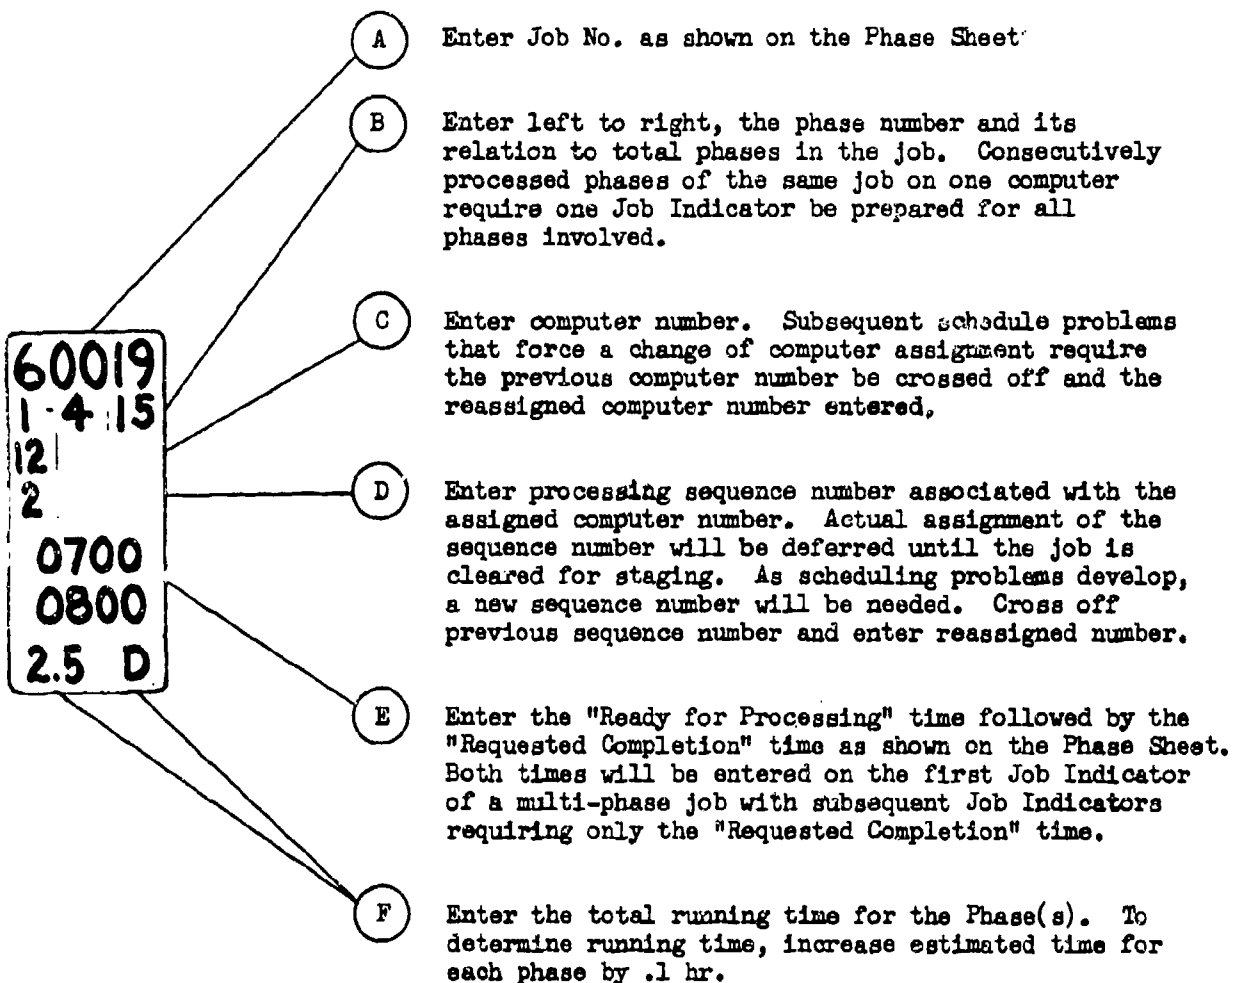 A
Enter Job No. as shown on the Phase Sheet
B
Enter left to right, the phase number and its
relation to total phases in the job. Consecutively
processed phases of the same job on one computer
require one Job Indicator be prepared for all
phases involved.
C
Enter computer number. Subsequent schedule problems
that force a change of computer assignment require
the previous computer number be crossed off and the
reassigned computer number entered.
60019
1 4 15
12
2
0700
0800
2.5 D
D
Enter processing sequence number associated with the
assigned computer number. Actual assignment of the
sequence number will be deferred until the job is
cleared for staging. As scheduling problems develop,
a new sequence number will be needed. Cross off
previous sequence number and enter reassigned number.
E
Enter the "Ready for Processing" time followed by the
"Requested Completion" time as shown on the Phase Sheet.
Both times will be entered on the first Job Indicator
of a multi-phase job with subsequent Job Indicators
requiring only the "Requested Completion" time.
F
Enter the total running time for the Phase(s). To
determine running time, increase estimated time for
each phase by .1 hr.